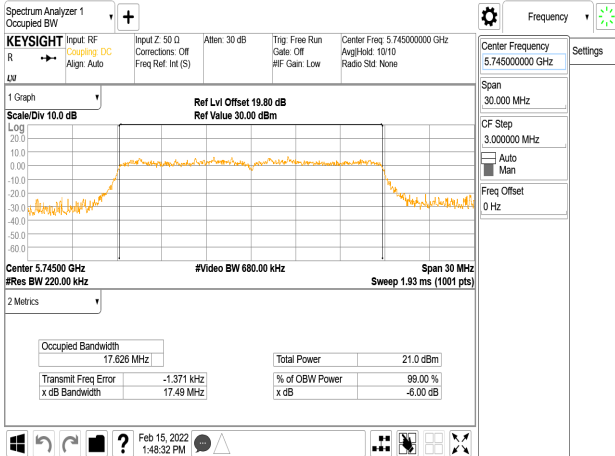 Spectrum Analyzer 1
Occupied BW
KEYSIGHT
R
Input: RF
Coupling: DC
Align: Auto
Input Z: 50 Ω
Corrections: Off
Freq Ref: Int (S)
Atten: 30 dB
Trig: Free Run
Gate: Off
#IF Gain: Low
Center Freq: 5.745000000 GHz
Avg|Hold: 10/10
Radio Std: None
LXI
1 Graph
Scale/Div 10.0 dB
Ref Lvl Offset 19.80 dB
Ref Value 30.00 dBm
Log
20.0
10.0
0.00
-10.0
-20.0
-30.0
-40.0
-50.0
-60.0
Center 5.74500 GHz
#Res BW 220.00 kHz
#Video BW 680.00 kHz
Span 30 MHz
Sweep 1.93 ms (1001 pts)
2 Metrics
Occupied Bandwidth
17.626 MHz
Transmit Freq Error -1.371 kHz
x dB Bandwidth 17.49 MHz
Total Power 21.0 dBm
% of OBW Power 99.00 %
x dB -6.00 dB
Feb 15, 2022
1:48:32 PM
Frequency
Settings
Center Frequency
5.745000000 GHz
Span
30.000 MHz
CF Step
3.000000 MHz
Auto
Man
Freq Offset
0 Hz